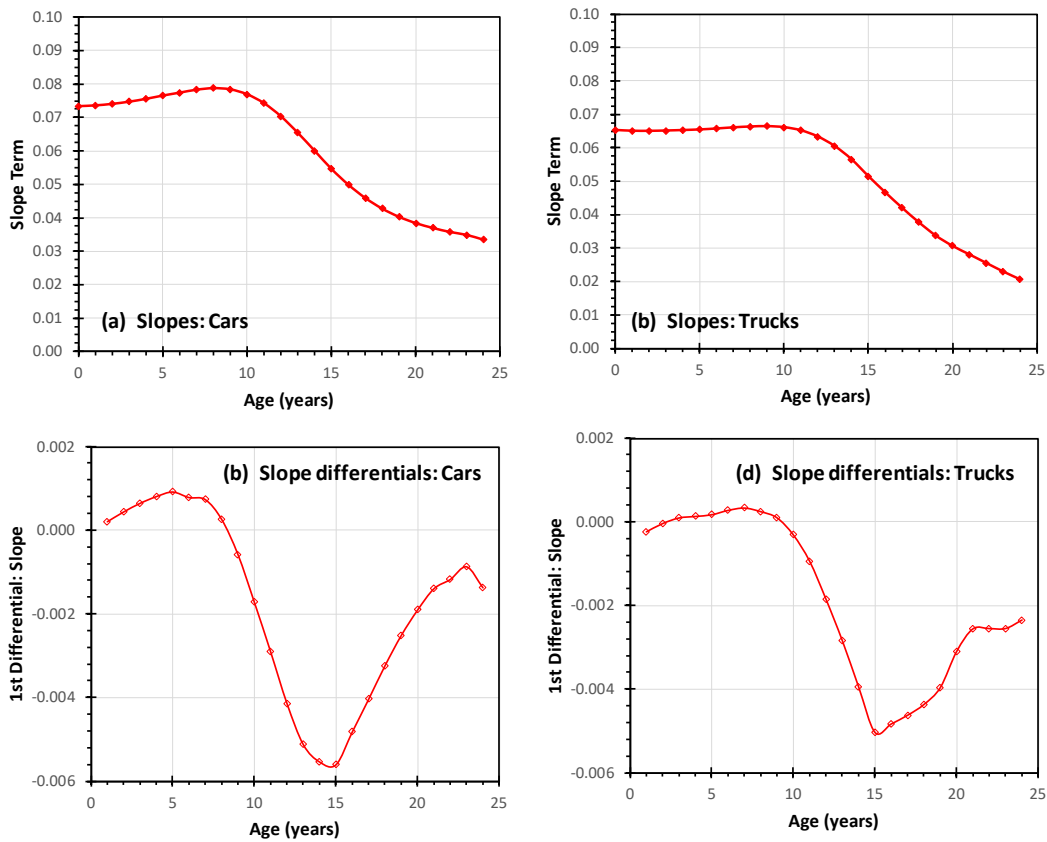 0.10
0.09
0.08
0.07
0.06
0.05
0.04
0.03
0.02
0.01
0.00
Slope Term
(a) Slopes: Cars
0 5 10 15 20 25
Age (years)
0.10
0.09
0.08
0.07
0.06
0.05
0.04
0.03
0.02
0.01
0.00
Slope Term
(b) Slopes: Trucks
0 5 10 15 20 25
Age (years)
0.002
0.000
-0.002
-0.004
-0.006
1st Differential: Slope
(b) Slope differentials: Cars
0 5 10 15 20 25
Age (years)
0.002
0.000
-0.002
-0.004
-0.006
1st Differential: Slope
(d) Slope differentials: Trucks
0 5 10 15 20 25
Age (years)